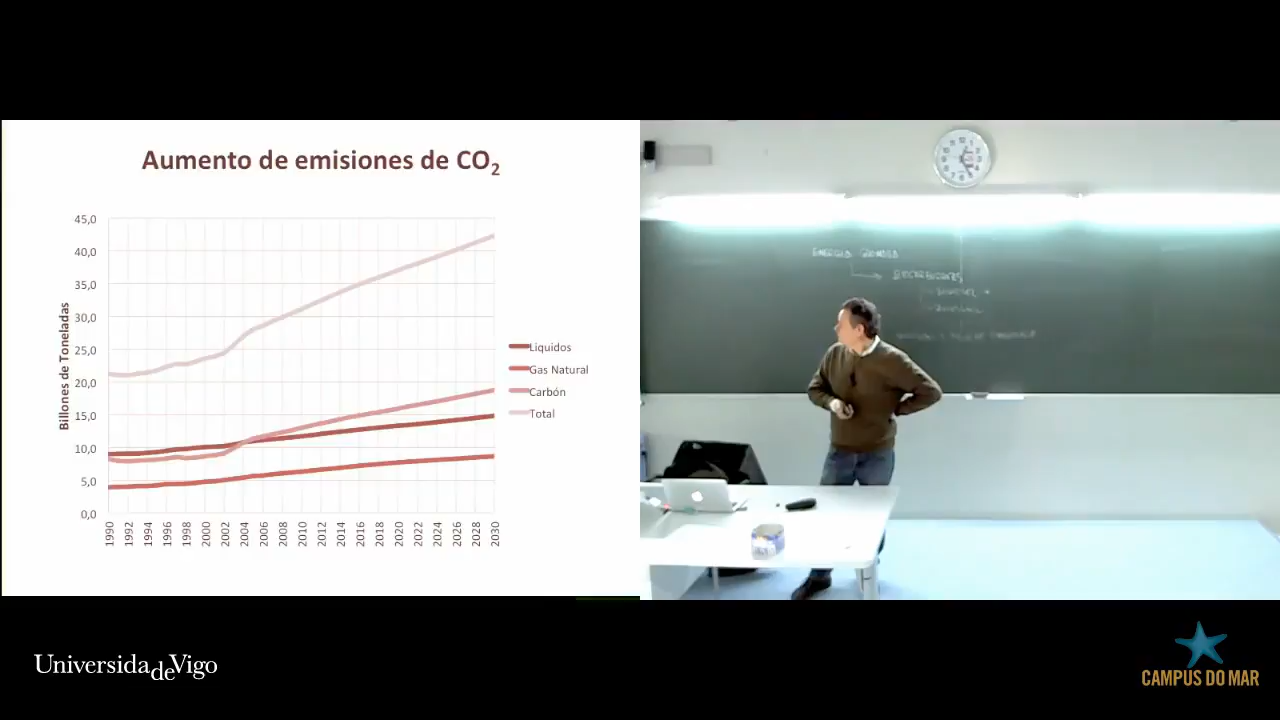 Aumento de emisiones de CO2
45,0
40,0
35,0
30,0
25,0
20,0
15,0
10,0
5,0
0,0
Billones de Toneladas
1990 1992 1994 1996 1998 2000 2002 2004 2006 2008 2010 2012 2014 2016 2018 2020 2022 2024 2026 2028 2030
Liquidos
Gas Natural
Carbón
Total
ENERGIA
UniversidadeVigo
CAMPUS DO MAR